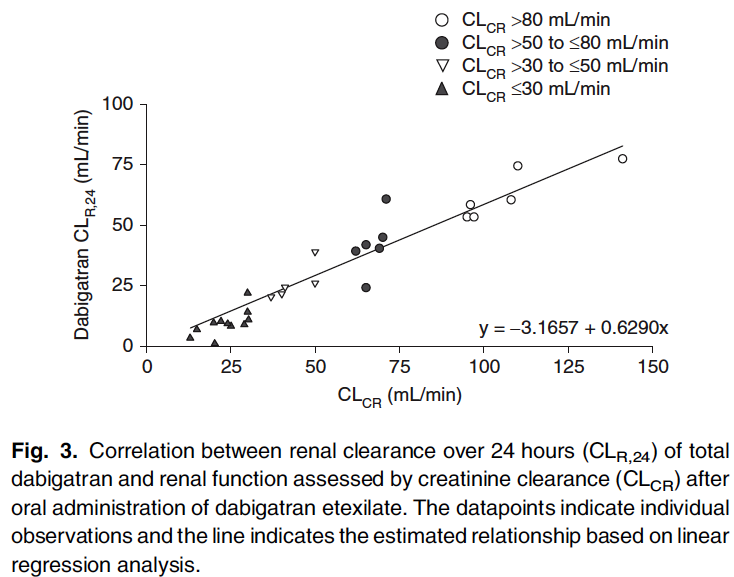 CLCR >80 mL/min
CLCR >50 to ≤80 mL/min
CLCR >30 to ≤50 mL/min
CLCR ≤30 mL/min
100
75
50
25
0
Dabigatran CLR,24 (mL/min)
y = –3.1657 + 0.6290x
0 25 50 75 100 125 150
CLCR (mL/min)
Fig. 3. Correlation between renal clearance over 24 hours (CLR,24) of total
dabigatran and renal function assessed by creatinine clearance (CLCR) after
oral administration of dabigatran etexilate. The datapoints indicate individual
observations and the line indicates the estimated relationship based on linear
regression analysis.